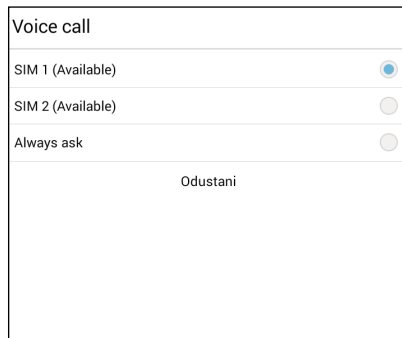 Voice call
SIM 1 (Available)
SIM 2 (Available)
Always ask
Odustani